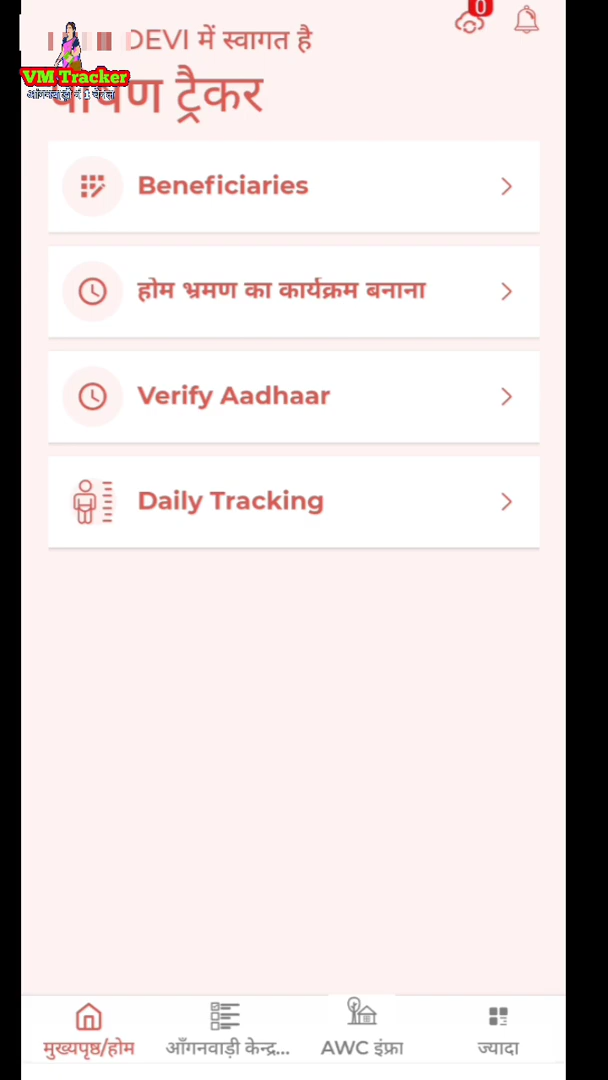 0
DEVI में स्वागत है
VM Tracker
ट्रैकर
Beneficiaries
होम भ्रमण का कार्यक्रम बनाना
Verify Aadhaar
Daily Tracking
मुख्यपृष्ठ/होम
आँगनवाड़ी केन्द्र...
AWC इंफ्रा
ज्यादा